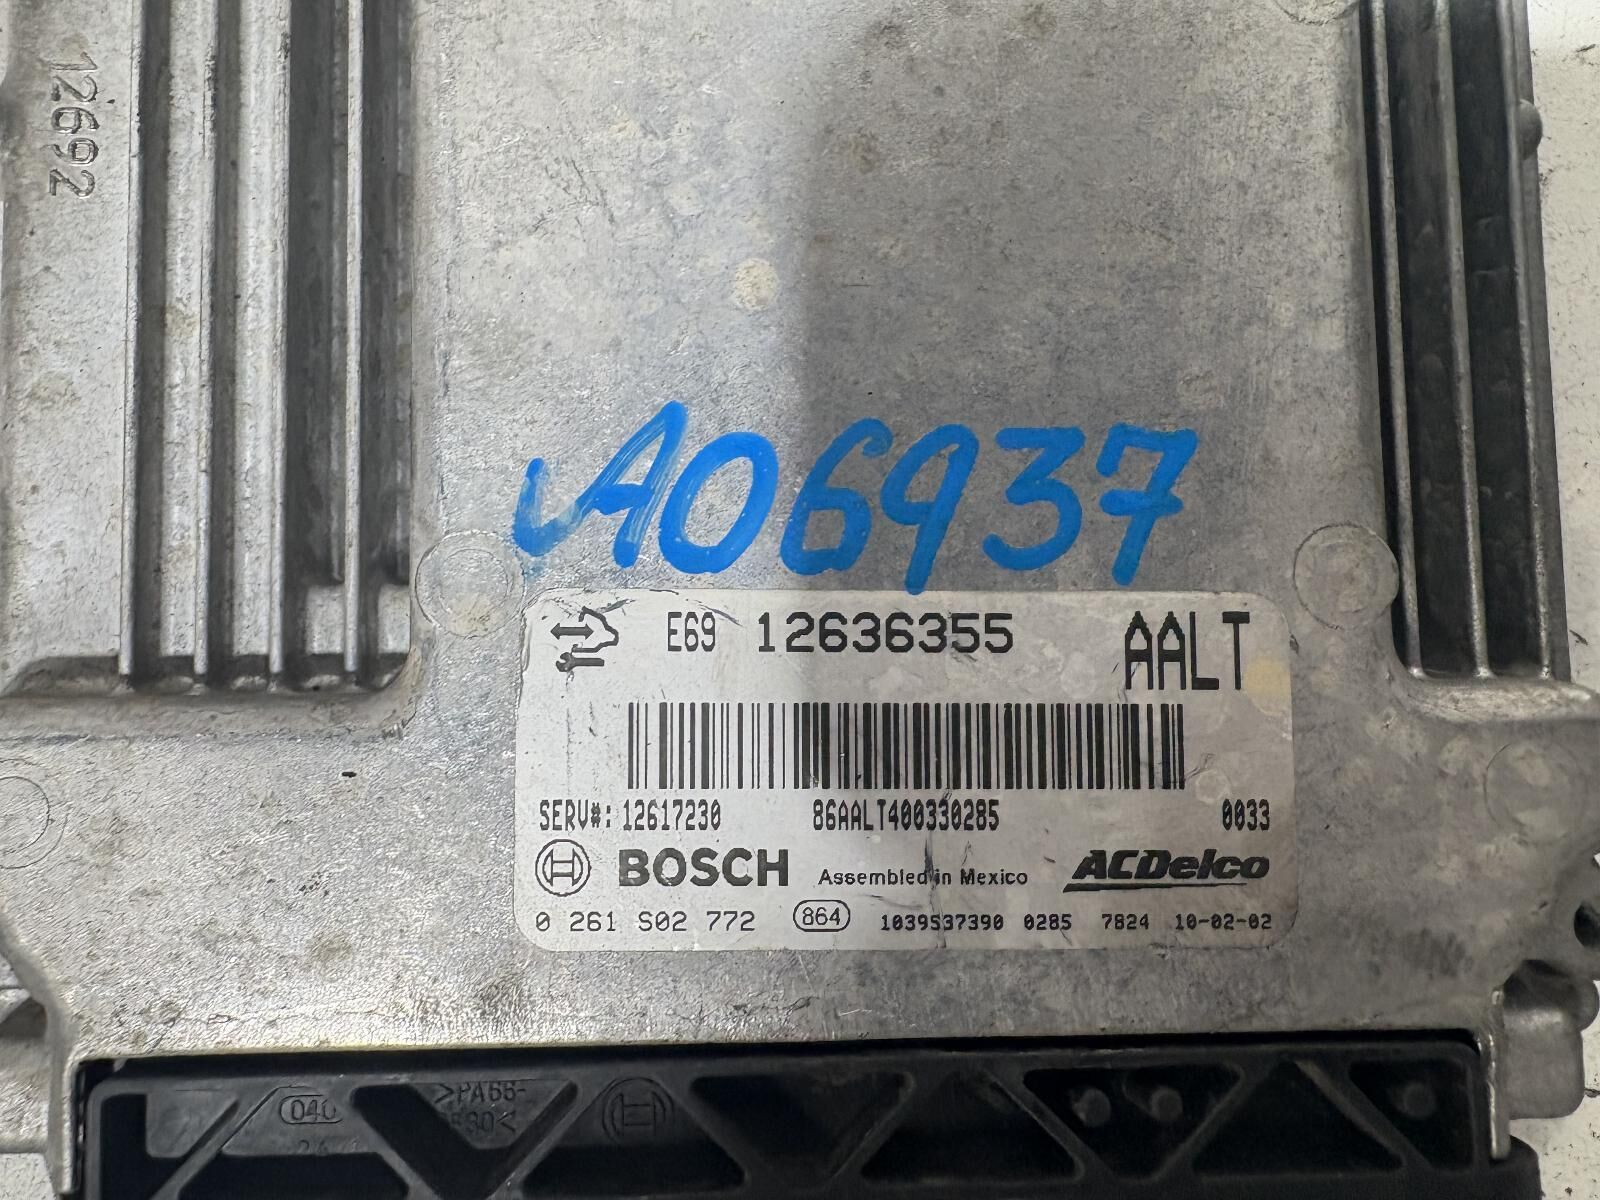 12692
A06937
E69 12636355 AALT
SERV#: 12617230 86AALT400330285 0033
BOSCH Assembled in Mexico ACDelco
0 261 S02 772 864 1039S37390 0285 7824 10-02-02
040 >PA66-